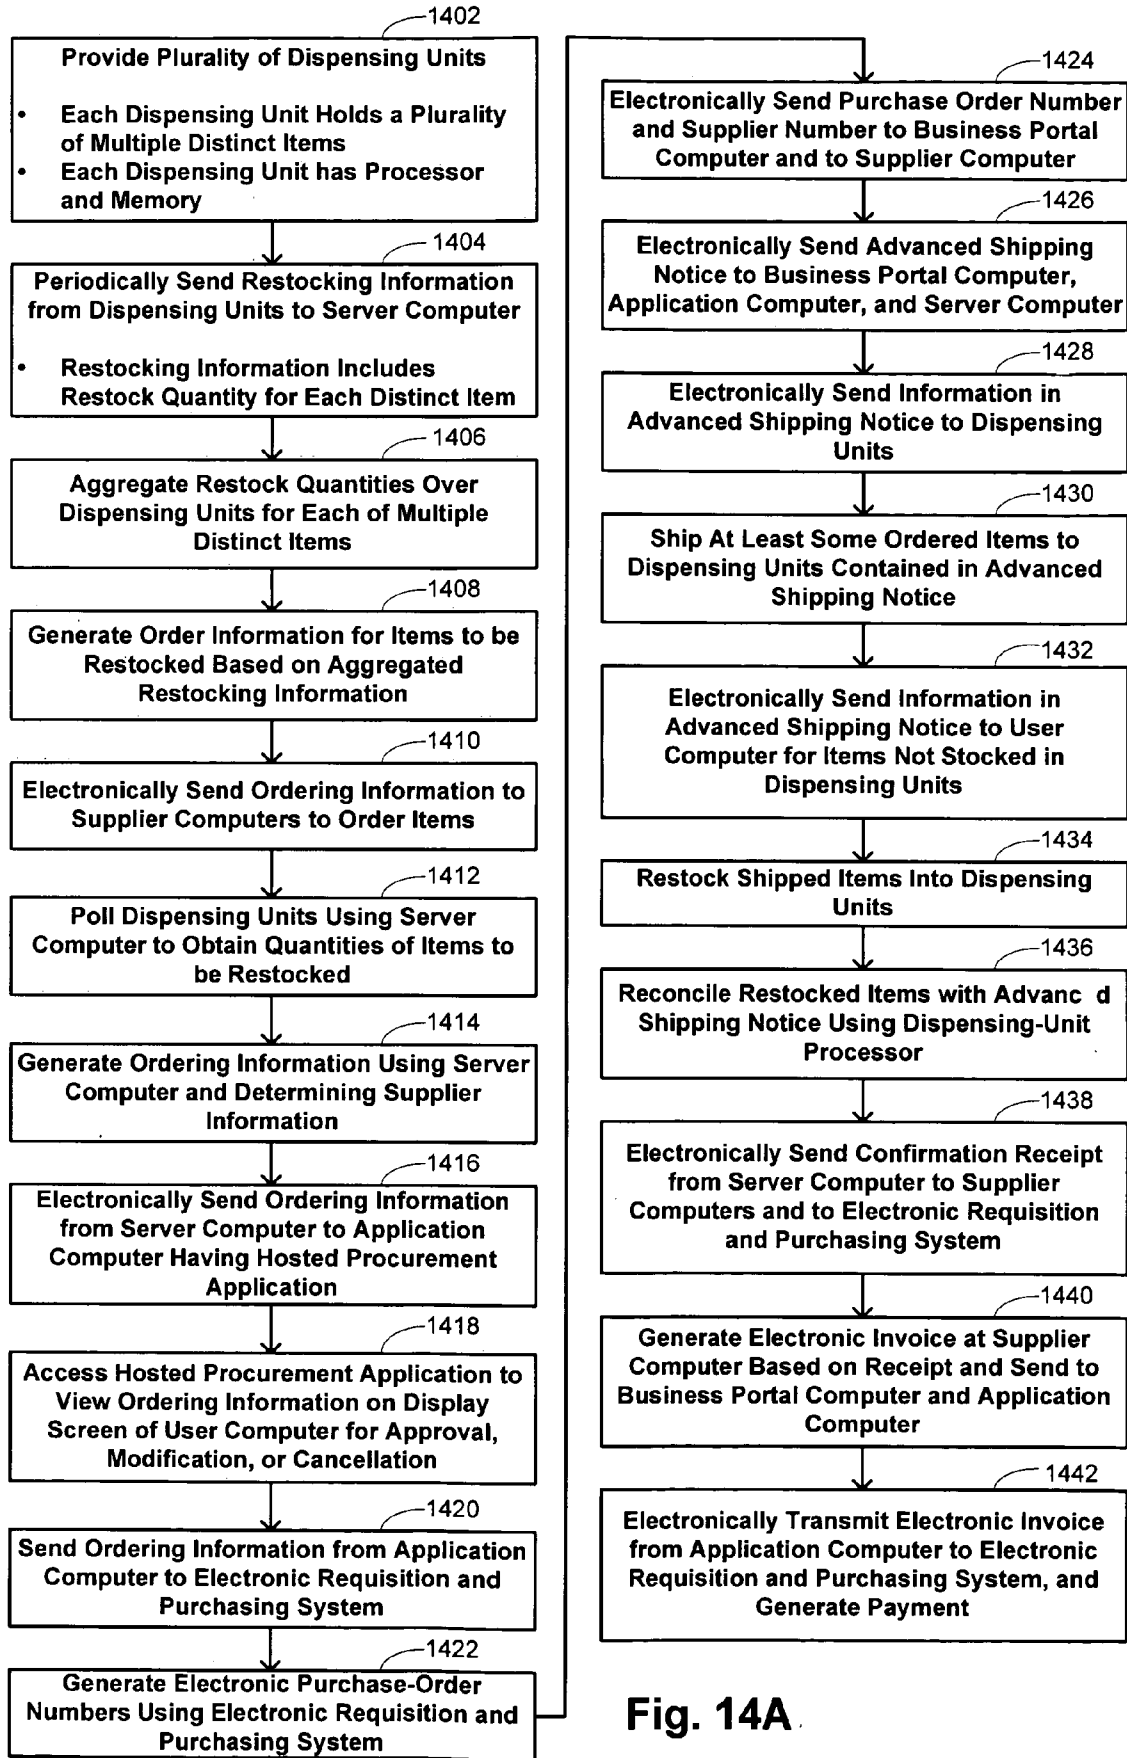 1402
Provide Plurality of Dispensing Units
• Each Dispensing Unit Holds a Plurality
of Multiple Distinct Items
• Each Dispensing Unit has Processor
and Memory
1404
Periodically Send Restocking Information
from Dispensing Units to Server Computer
• Restocking Information Includes
Restock Quantity for Each Distinct Item
1406
Aggregate Restock Quantities Over
Dispensing Units for Each of Multiple
Distinct Items
1408
Generate Order Information for Items to be
Restocked Based on Aggregated
Restocking Information
1410
Electronically Send Ordering Information to
Supplier Computers to Order Items
1412
Poll Dispensing Units Using Server
Computer to Obtain Quantities of Items to
be Restocked
1414
Generate Ordering Information Using Server
Computer and Determining Supplier
Information
1416
Electronically Send Ordering Information
from Server Computer to Application
Computer Having Hosted Procurement
Application
1418
Access Hosted Procurement Application to
View Ordering Information on Display
Screen of User Computer for Approval,
Modification, or Cancellation
1420
Send Ordering Information from Application
Computer to Electronic Requisition and
Purchasing System
1422
Generate Electronic Purchase-Order
Numbers Using Electronic Requisition and
Purchasing System
1424
Electronically Send Purchase Order Number
and Supplier Number to Business Portal
Computer and to Supplier Computer
1426
Electronically Send Advanced Shipping
Notice to Business Portal Computer,
Application Computer, and Server Computer
1428
Electronically Send Information in
Advanced Shipping Notice to Dispensing
Units
1430
Ship At Least Some Ordered Items to
Dispensing Units Contained in Advanced
Shipping Notice
1432
Electronically Send Information in
Advanced Shipping Notice to User
Computer for Items Not Stocked in
Dispensing Units
1434
Restock Shipped Items Into Dispensing
Units
1436
Reconcile Restocked Items with Advanc d
Shipping Notice Using Dispensing-Unit
Processor
1438
Electronically Send Confirmation Receipt
from Server Computer to Supplier
Computers and to Electronic Requisition
and Purchasing System
1440
Generate Electronic Invoice at Supplier
Computer Based on Receipt and Send to
Business Portal Computer and Application
Computer
1442
Electronically Transmit Electronic Invoice
from Application Computer to Electronic
Requisition and Purchasing System, and
Generate Payment
Fig. 14A